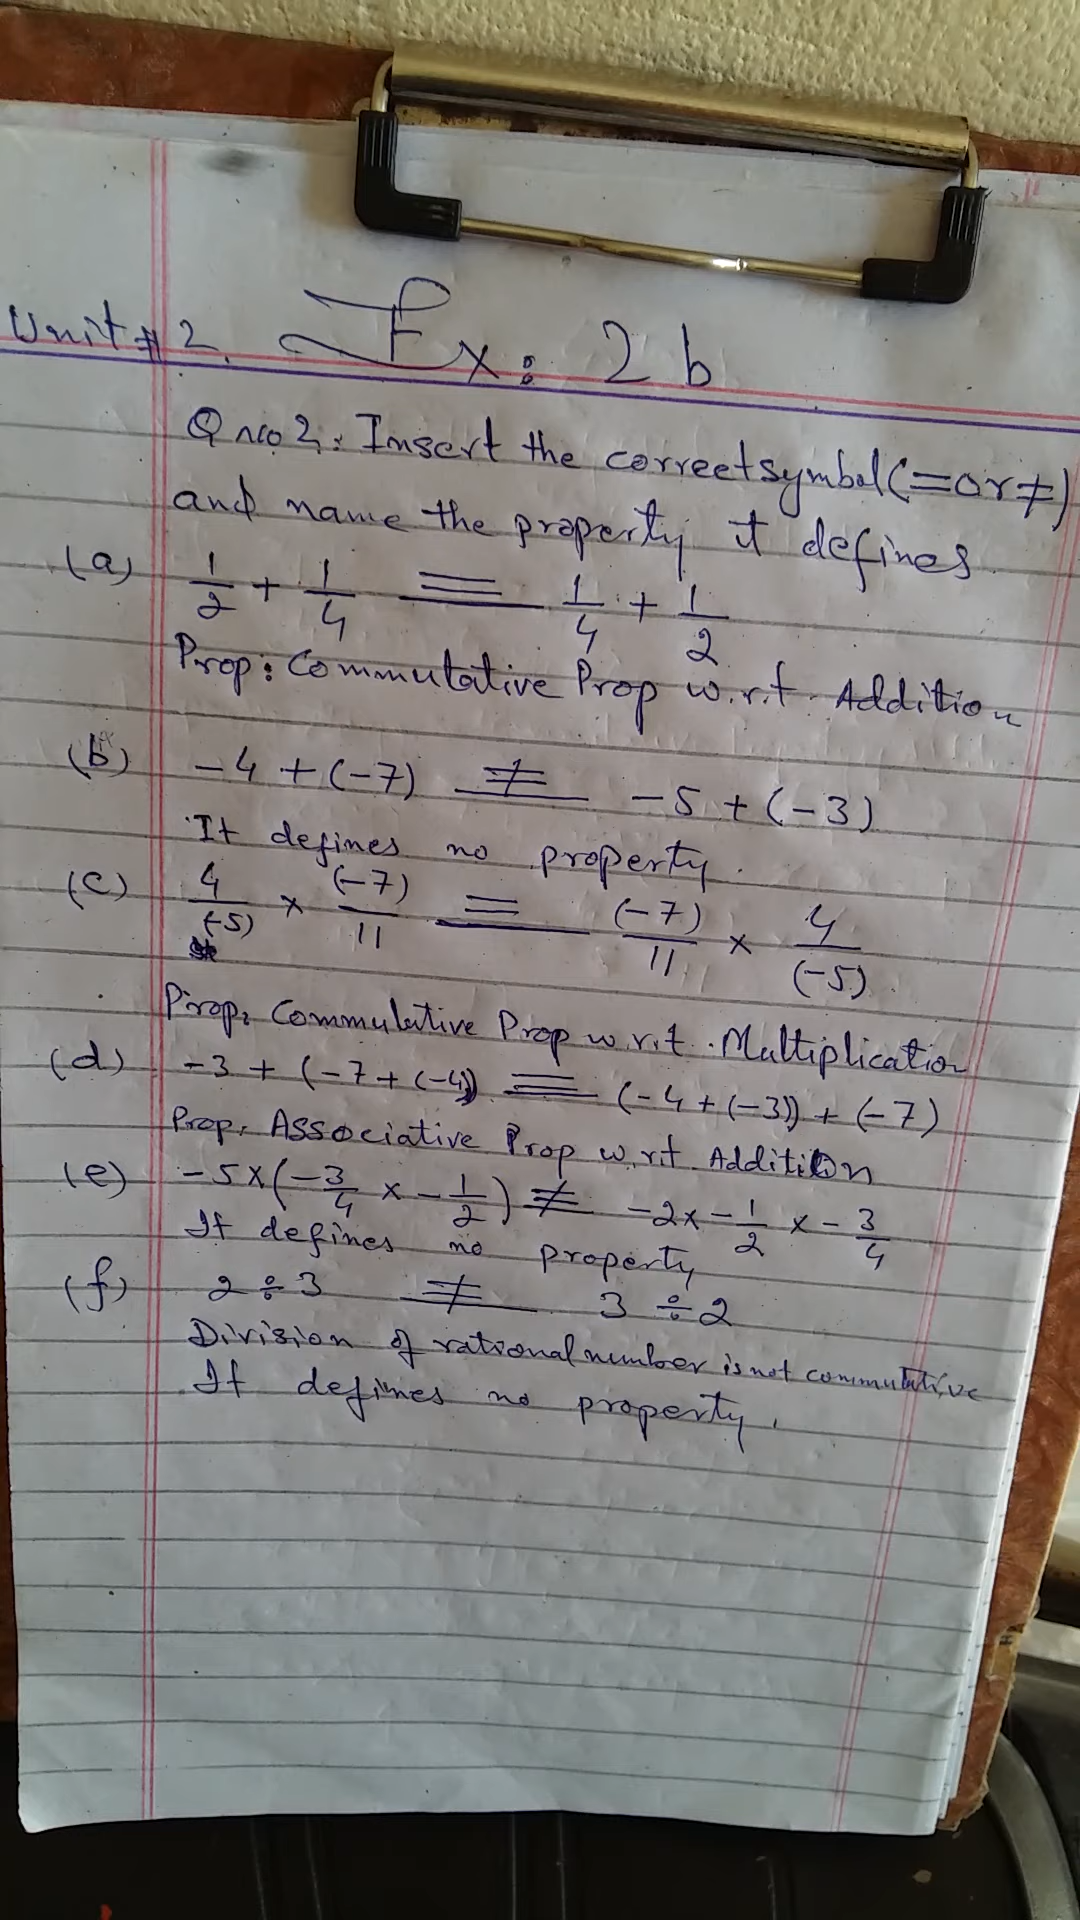 Unit # 2. Ex: 2 b
Q no 2: Insert the correct symbol (= or ≠)
and name the property it defines.
(a) 1/2 + 1/4 = 1/4 + 1/2
Prop: Commutative Prop w.r.t. Addition
(b) -4 + (-7) ≠ -5 + (-3)
It defines no property.
(c) 4/(-5) × (-7)/11 = (-7)/11 × 4/(-5)
Prop: Commulative Prop w.r.t. Multiplication
(d) -3 + (-7 + (-4)) = (-4 + (-3)) + (-7)
Prop: Associative Prop w.r.t Addition
(e) -5 × (-3/4 × -1/2) ≠ -2 × -1/2 × -3/4
It defines no property
(f) 2 ÷ 3 ≠ 3 ÷ 2
Division of rational number is not commutative
It defines no property.